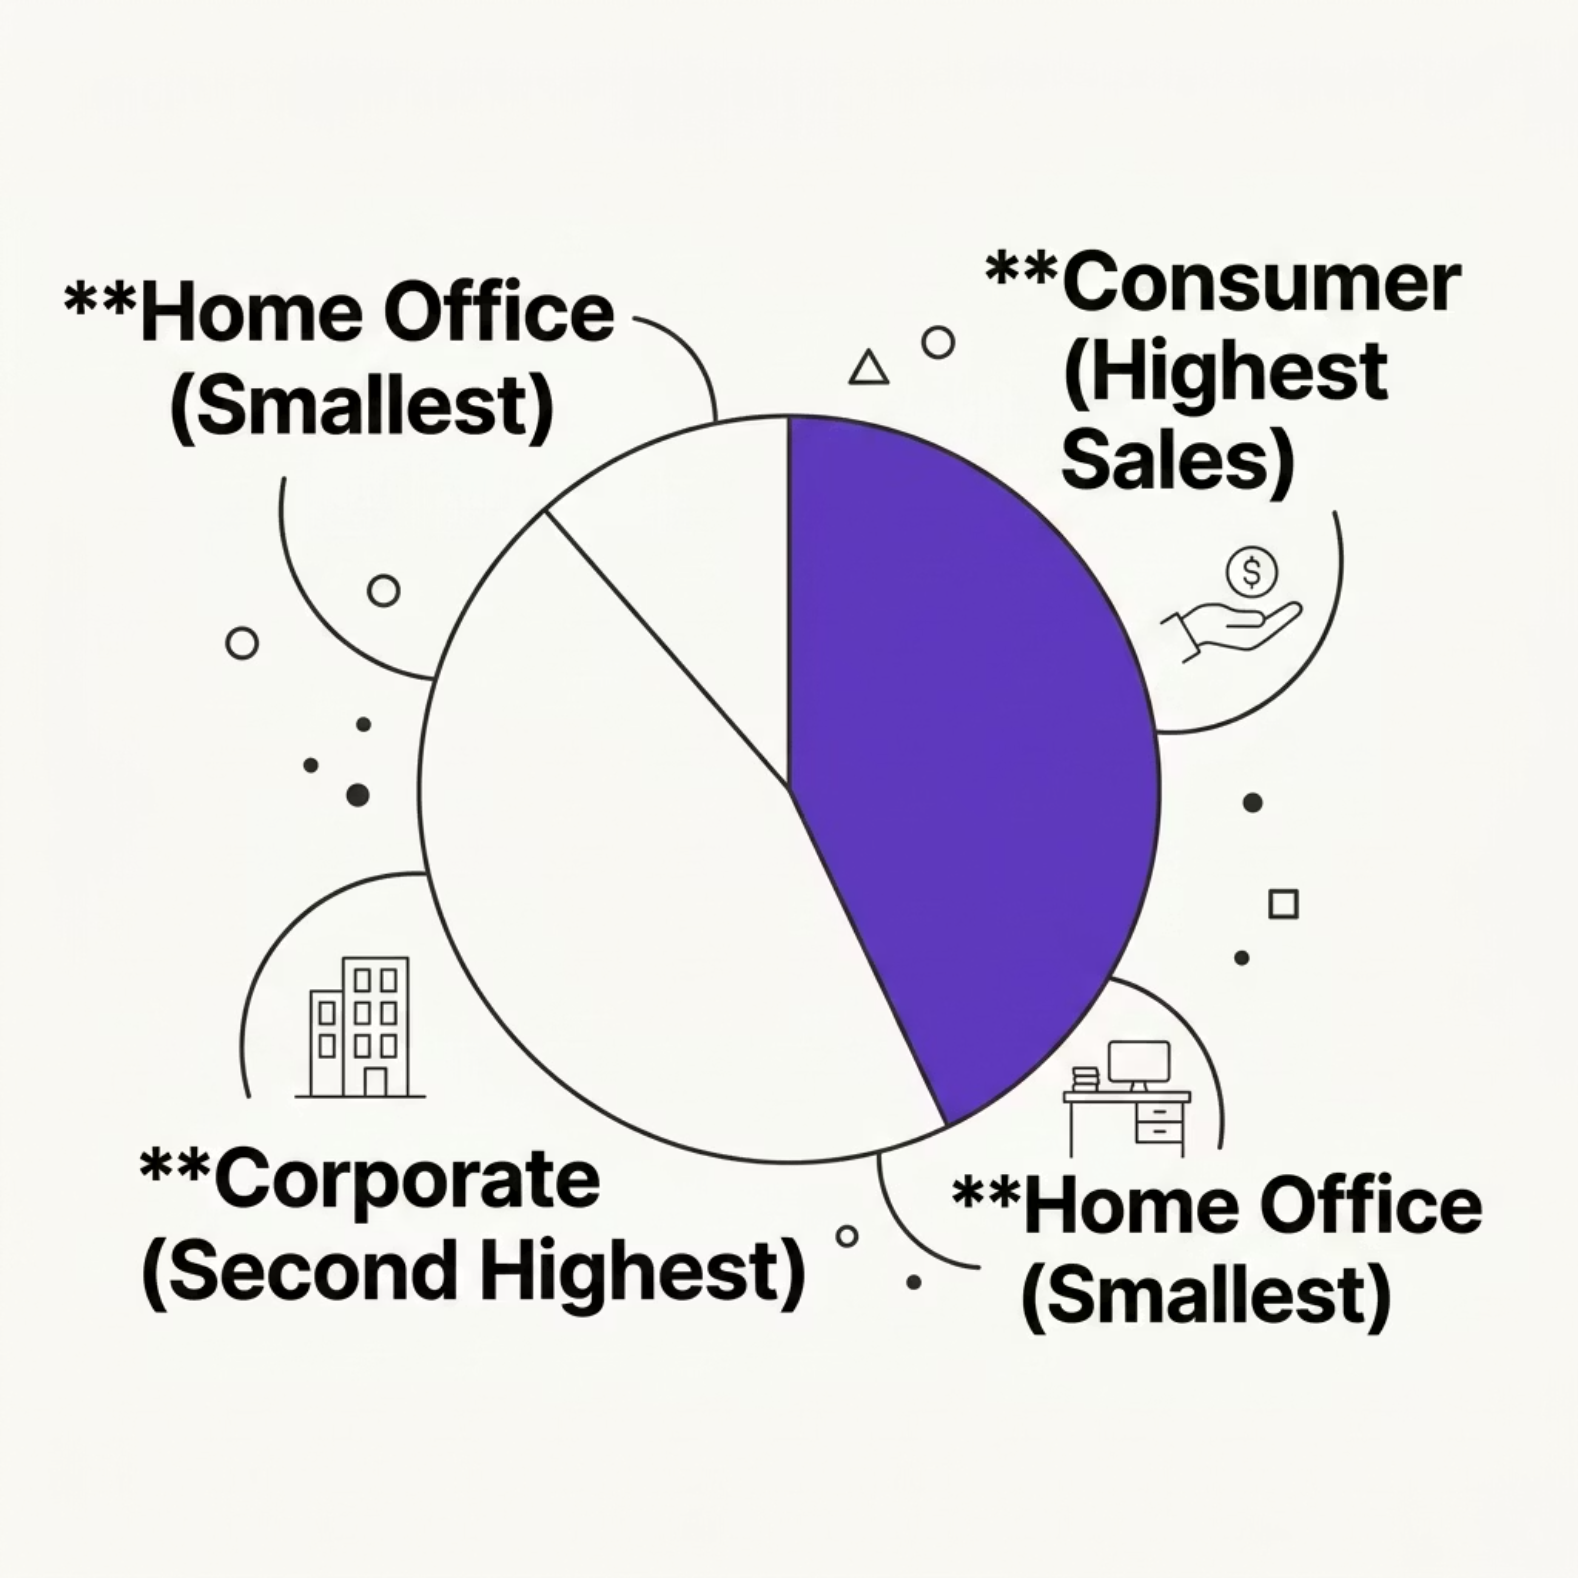 **Home Office
(Smallest)
**Consumer
(Highest
Sales)
$
**Corporate
(Second Highest)
**Home Office
(Smallest)